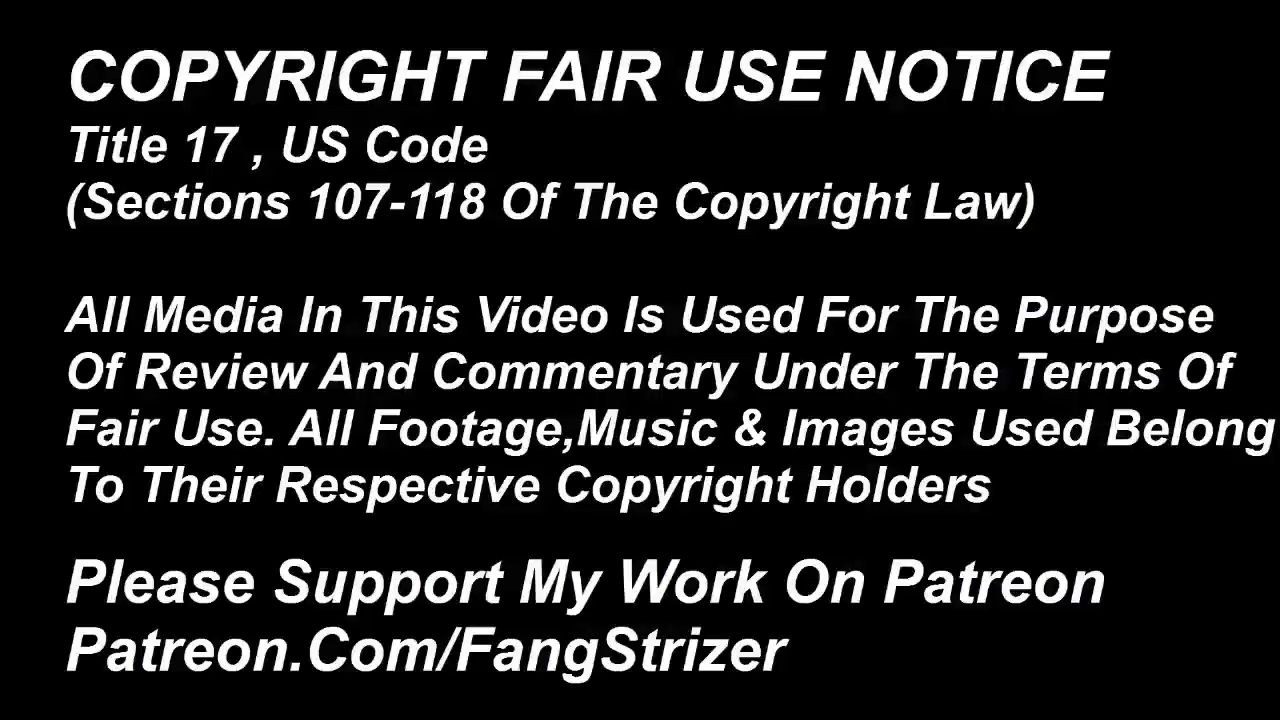 COPYRIGHT FAIR USE NOTICE
Title 17 , US Code
(Sections 107-118 Of The Copyright Law)
All Media In This Video Is Used For The Purpose
Of Review And Commentary Under The Terms Of
Fair Use. All Footage,Music & Images Used Belong
To Their Respective Copyright Holders
Please Support My Work On Patreon
Patreon.Com/FangStrizer